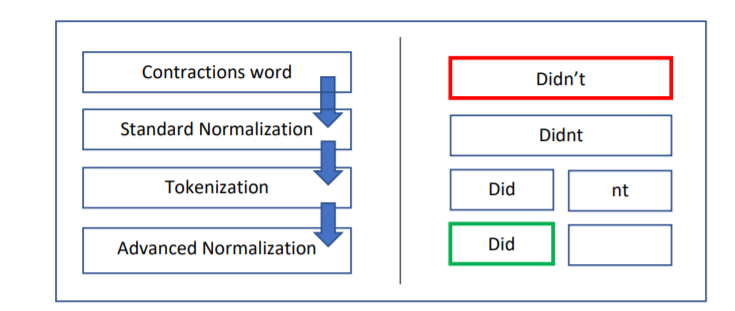 Contractions word
Standard Normalization
Tokenization
Advanced Normalization
Didn’t
Didnt
Did nt
Did